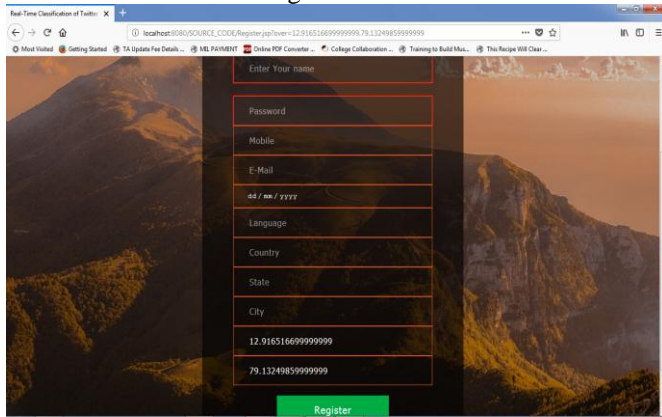 Real-Time Classification of Twitter
localhost:8080/SOURCE_CODE/Register.jsp?over=12.916516699999999,79.13249859999999
Most Visited Getting Started TA Update Fee Details ... MIL PAYMENT Online PDF Converter ... College Collaboration ... Training to Build Mus... This Recipe Will Clear ...
Enter Your name
Password
Mobile
E-Mail
dd / mm / yyyy
Language
Country
State
City
12.916516699999999
79.13249859999999
Register